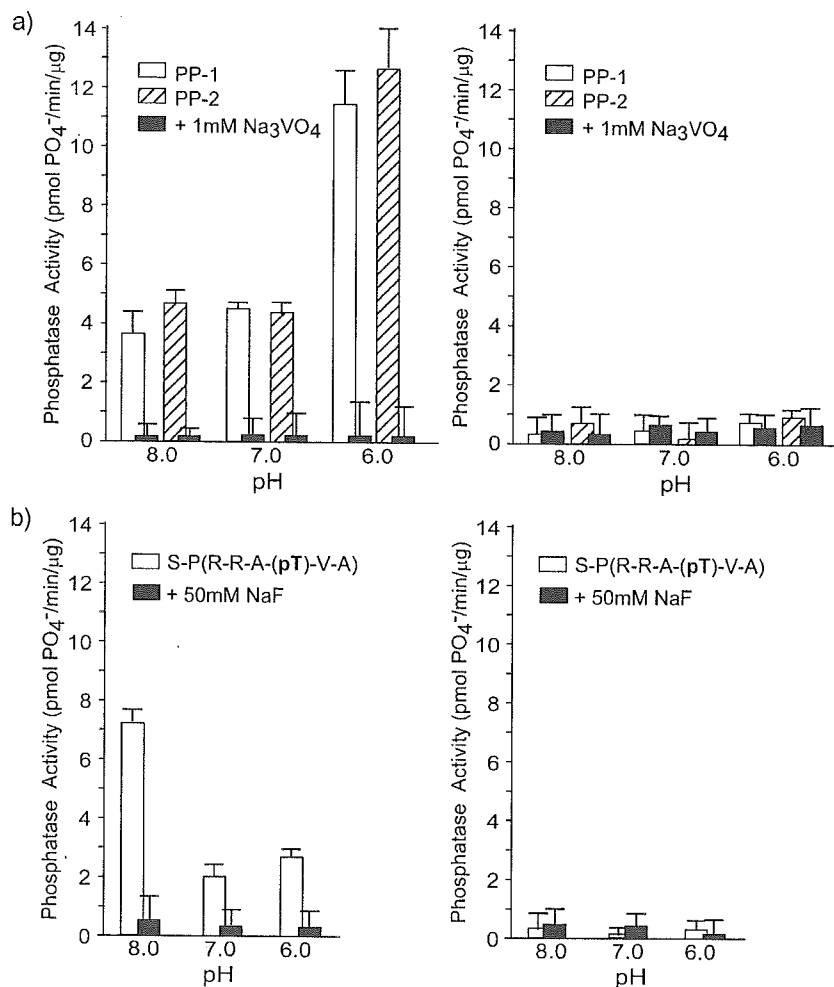 a)
Phosphatase Activity (pmol PO4-/min/µg)
14
12
10
8
6
4
2
0
PP-1
PP-2
+ 1mM Na3VO4
8.0
7.0
6.0
pH
Phosphatase Activity (pmol PO4-/min/µg)
14
12
10
8
6
4
2
0
PP-1
PP-2
+ 1mM Na3VO4
8.0
7.0
6.0
pH
b)
Phosphatase Activity (pmol PO4-/min/µg)
14
12
10
8
6
4
2
0
S-P(R-R-A-(pT)-V-A)
+ 50mM NaF
8.0
7.0
6.0
pH
Phosphatase Activity (pmol PO4-/min/µg)
14
12
10
8
6
4
2
0
S-P(R-R-A-(pT)-V-A)
+ 50mM NaF
8.0
7.0
6.0
pH